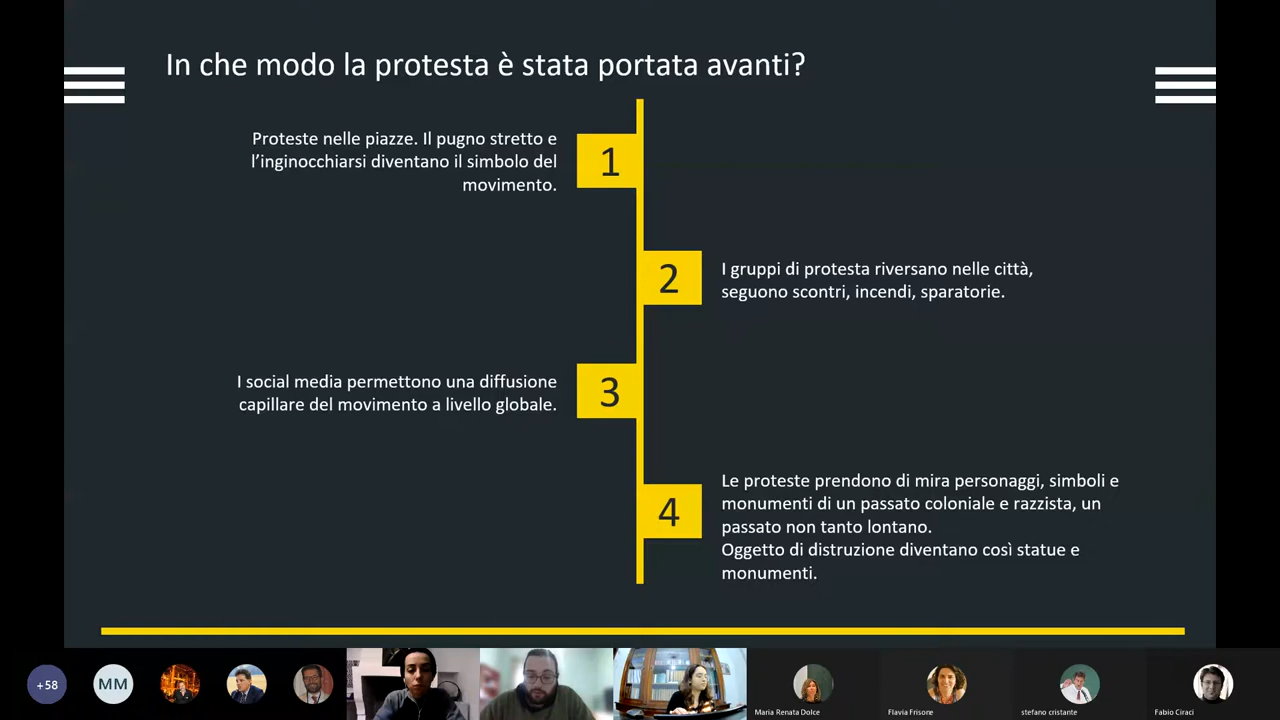 In che modo la protesta è stata portata avanti?
Proteste nelle piazze. Il pugno stretto e
l'inginocchiarsi diventano il simbolo del
movimento.
1
2
I gruppi di protesta riversano nelle città,
seguono scontri, incendi, sparatorie.
I social media permettono una diffusione
capillare del movimento a livello globale.
3
4
Le proteste prendono di mira personaggi, simboli e
monumenti di un passato coloniale e razzista, un
passato non tanto lontano.
Oggetto di distruzione diventano così statue e
monumenti.
+58
MM
Maria Renata Dolce
Flavia Frisone
stefano cristante
Fabio Ciraci